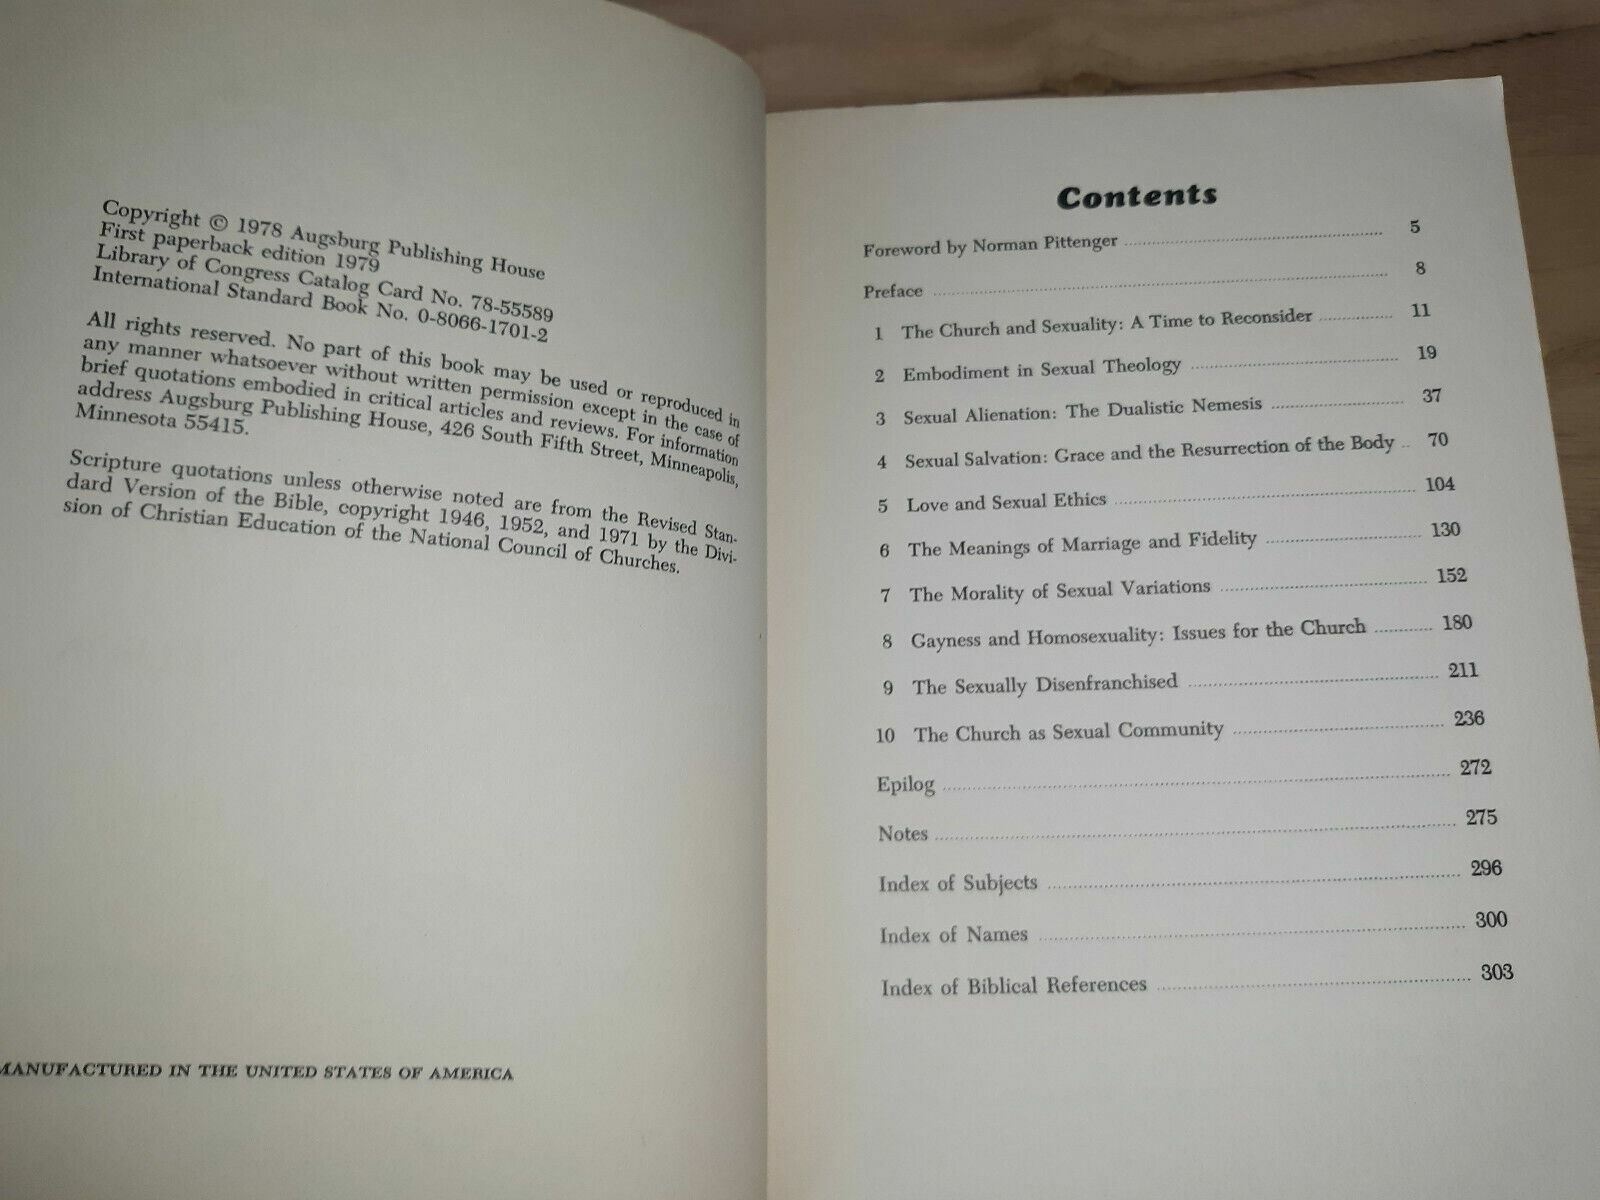 Copyright © 1978 Augsburg Publishing House
First paperback edition 1979
Library of Congress Catalog Card No. 78-55589
International Standard Book No. 0-8066-1701-2
All rights reserved. No part of this book may be used or reproduced in
any manner whatsoever without written permission except in the case of
brief quotations embodied in critical articles and reviews. For information
address Augsburg Publishing House, 426 South Fifth Street, Minneapolis,
Minnesota 55415.
Scripture quotations unless otherwise noted are from the Revised Stan-
dard Version of the Bible, copyright 1946, 1952, and 1971 by the Divi-
sion of Christian Education of the National Council of Churches.
MANUFACTURED IN THE UNITED STATES OF AMERICA
Contents
Foreword by Norman Pittenger 5
Preface 8
1 The Church and Sexuality: A Time to Reconsider 11
2 Embodiment in Sexual Theology 19
3 Sexual Alienation: The Dualistic Nemesis 37
4 Sexual Salvation: Grace and the Resurrection of the Body 70
5 Love and Sexual Ethics 104
6 The Meanings of Marriage and Fidelity 130
7 The Morality of Sexual Variations 152
8 Gayness and Homosexuality: Issues for the Church 180
9 The Sexually Disenfranchised 211
10 The Church as Sexual Community 236
Epilog 272
Notes 275
Index of Subjects 296
Index of Names 300
Index of Biblical References 303